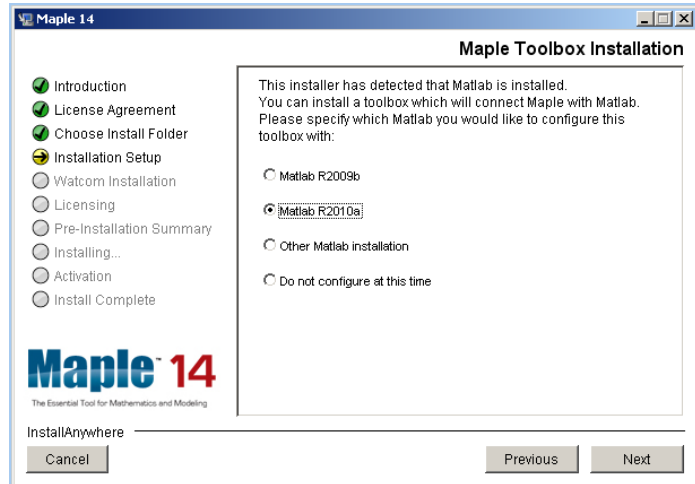 Maple 14
Maple Toolbox Installation
Introduction
License Agreement
Choose Install Folder
Installation Setup
Watcom Installation
Licensing
Pre-Installation Summary
Installing...
Activation
Install Complete
This installer has detected that Matlab is installed.
You can install a toolbox which will connect Maple with Matlab.
Please specify which Matlab you would like to configure this
toolbox with:
Matlab R2009b
Matlab R2010a
Other Matlab installation
Do not configure at this time
Maple™ 14
The Essential Tool for Mathematics and Modeling
InstallAnywhere
Cancel
Previous
Next